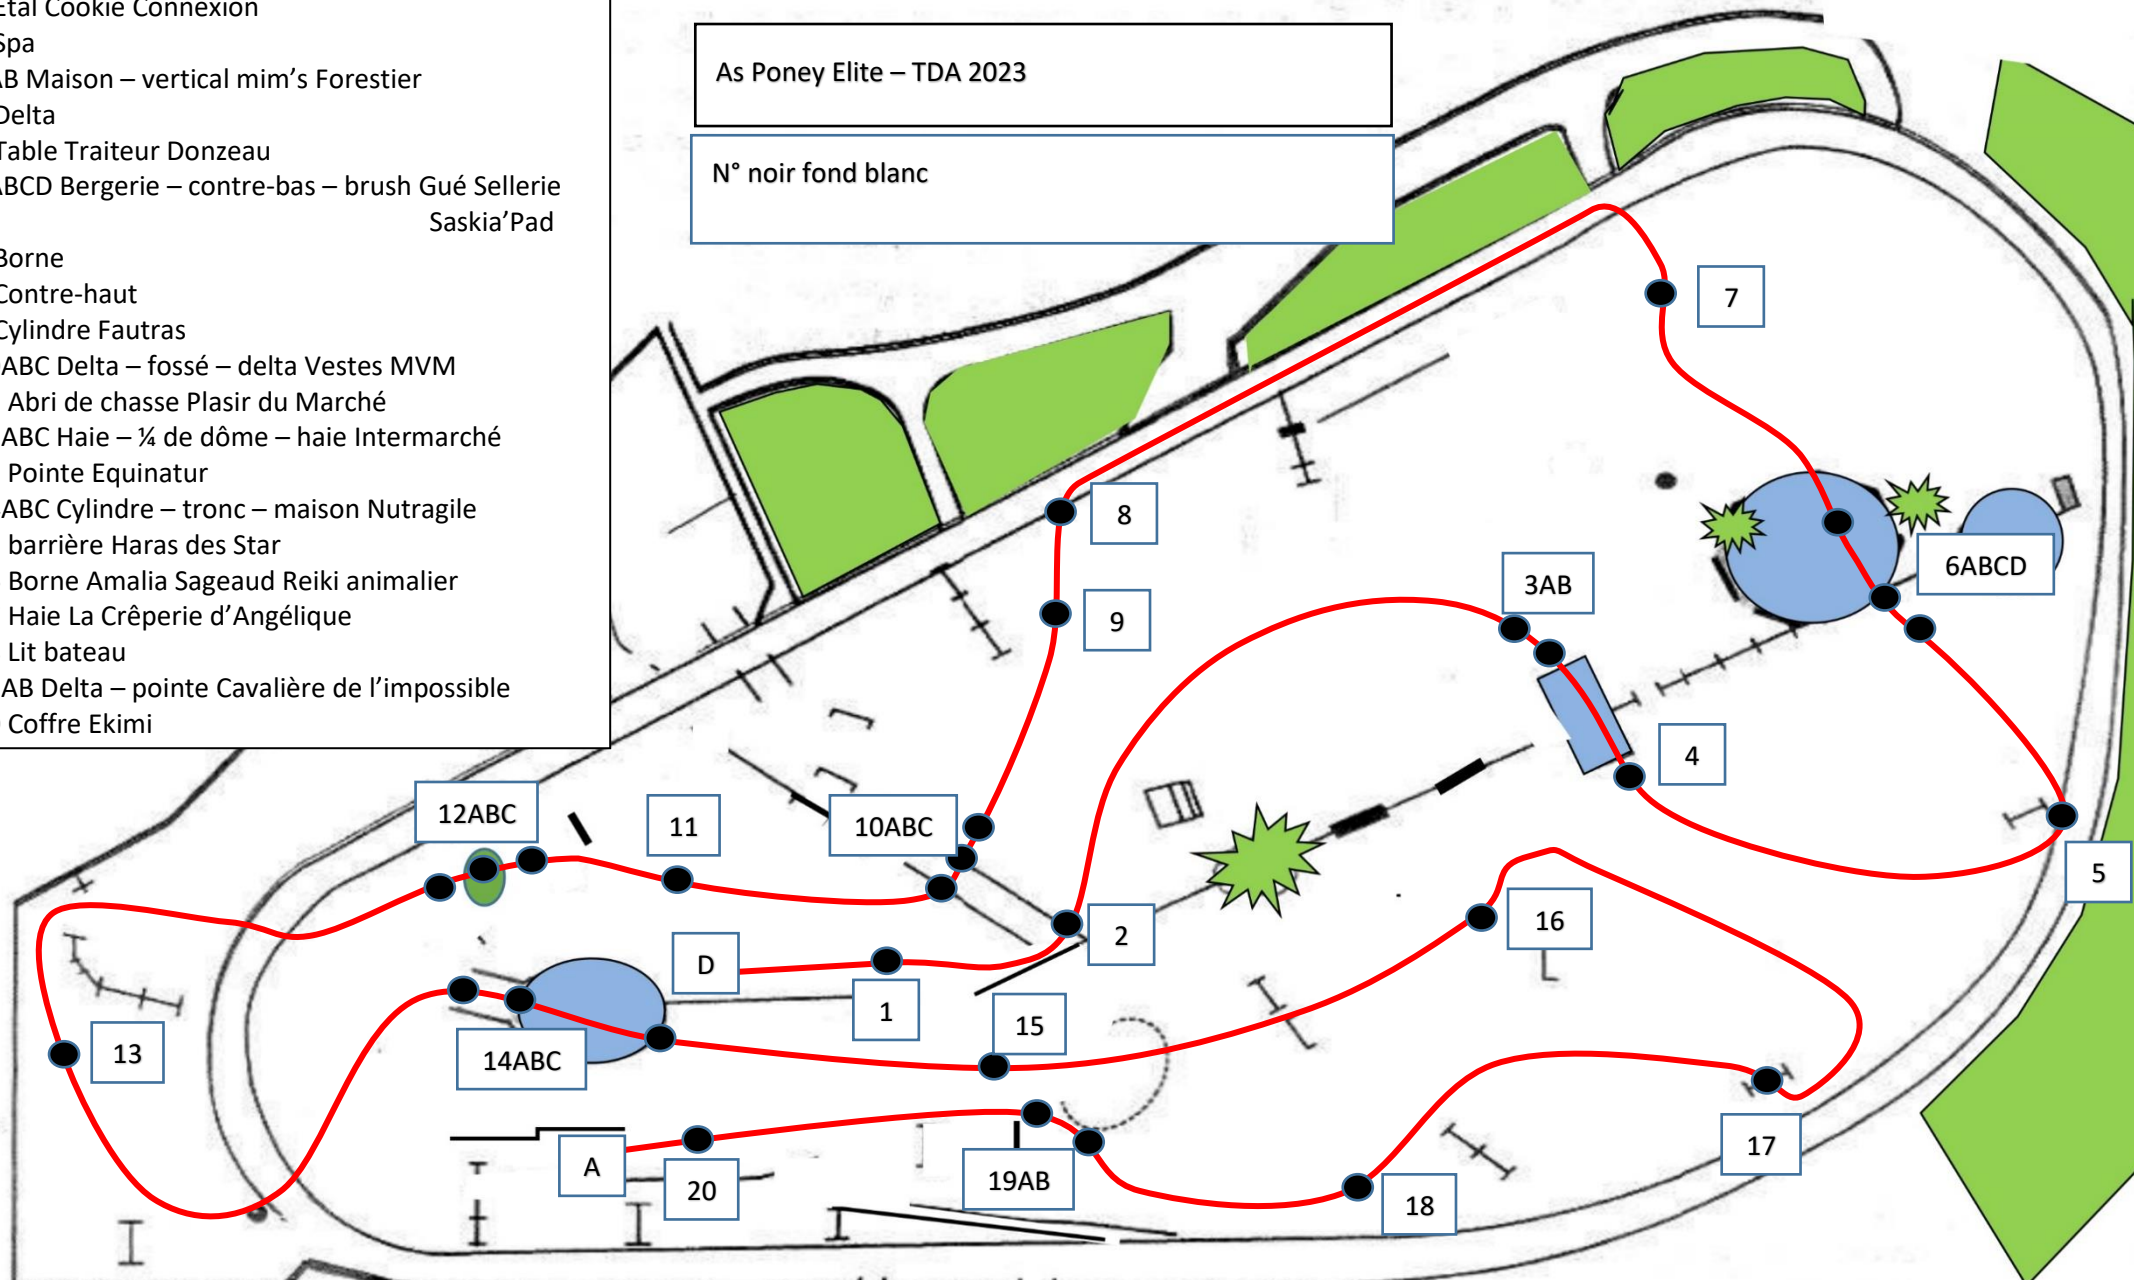 Etal Cookie Connexion
Spa
AB Maison – vertical mim's Forestier
Delta
Table Traiteur Donzeau
ABCD Bergerie – contre-bas – brush Gué Sellerie
Saskia'Pad
Borne
Contre-haut
Cylindre Fautras
ABC Delta – fossé – delta Vestes MVM
Abri de chasse Plasir du Marché
ABC Haie – ¼ de dôme – haie Intermarché
Pointe Equinatur
ABC Cylindre – tronc – maison Nutragile
barrière Haras des Star
Borne Amalia Sageaud Reiki animalier
Haie La Crêperie d'Angélique
Lit bateau
AB Delta – pointe Cavalière de l'impossible
Coffre Ekimi
As Poney Elite – TDA 2023
N° noir fond blanc
7
8
6ABCD
3AB
9
4
12ABC
11
10ABC
5
16
2
D
1
15
13
14ABC
17
A
19AB
20
18